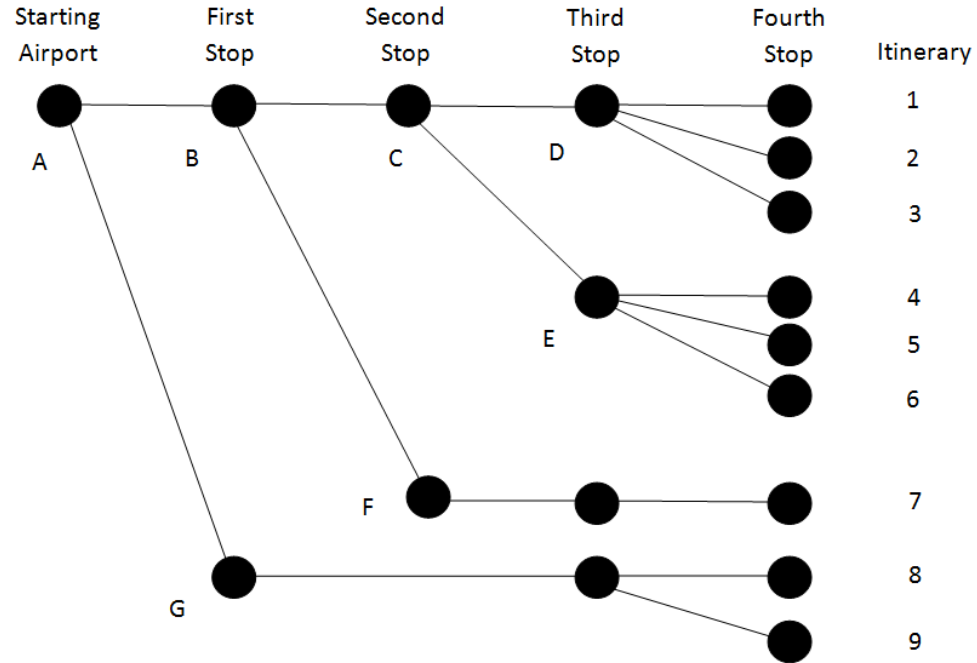 Starting First Second Third Fourth
Airport Stop Stop Stop Stop Itinerary
1
A B C D
2
3
4
E
5
6
F
7
8
G
9